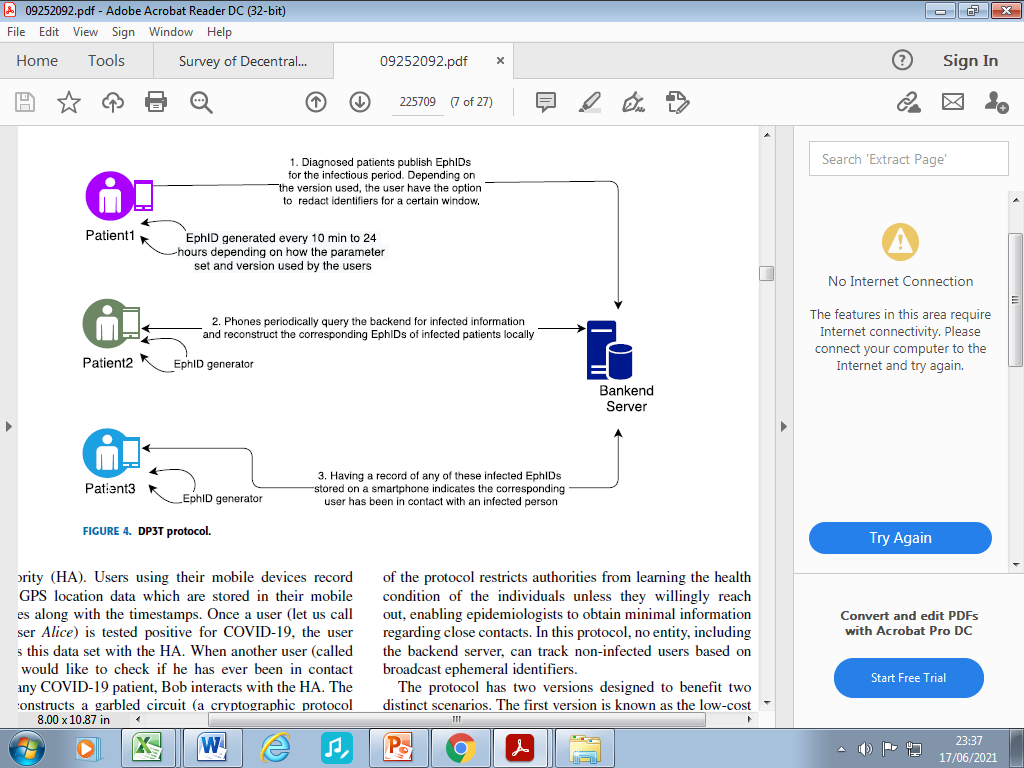 09252092.pdf - Adobe Acrobat Reader DC (32-bit)
File Edit View Sign Window Help
Home Tools Survey of Decentral... 09252092.pdf × ? Sign In
225709 (7 of 27)
1. Diagnosed patients publish EphIDs
for the infectious period. Depending on
the version used, the user have the option
to redact identifiers for a certain window.
Patient1
EphID generated every 10 min to 24
hours depending on how the parameter
set and version used by the users
2. Phones periodically query the backend for infected information
and reconstruct the corresponding EphIDs of infected patients locally
Patient2
EphID generator
Bankend
Server
3. Having a record of any of these infected EphIDs
stored on a smartphone indicates the corresponding
user has been in contact with an infected person
Patient3
EphID generator
FIGURE 4. DP3T protocol.
ority (HA). Users using their mobile devices record
GPS location data which are stored in their mobile
es along with the timestamps. Once a user (let us call
ser Alice) is tested positive for COVID-19, the user
s this data set with the HA. When another user (called
would like to check if he has ever been in contact
any COVID-19 patient, Bob interacts with the HA. The
constructs a garbled circuit (a cryptographic protocol
of the protocol restricts authorities from learning the health
condition of the individuals unless they willingly reach
out, enabling epidemiologists to obtain minimal information
regarding close contacts. In this protocol, no entity, including
the backend server, can track non-infected users based on
broadcast ephemeral identifiers.
The protocol has two versions designed to benefit two
distinct scenarios. The first version is known as the low-cost
8.00 x 10.87 in
Search 'Extract Page'
No Internet Connection
The features in this area require
Internet connectivity. Please
connect your computer to the
Internet and try again.
Try Again
Convert and edit PDFs
with Acrobat Pro DC
Start Free Trial
23:37
17/06/2021